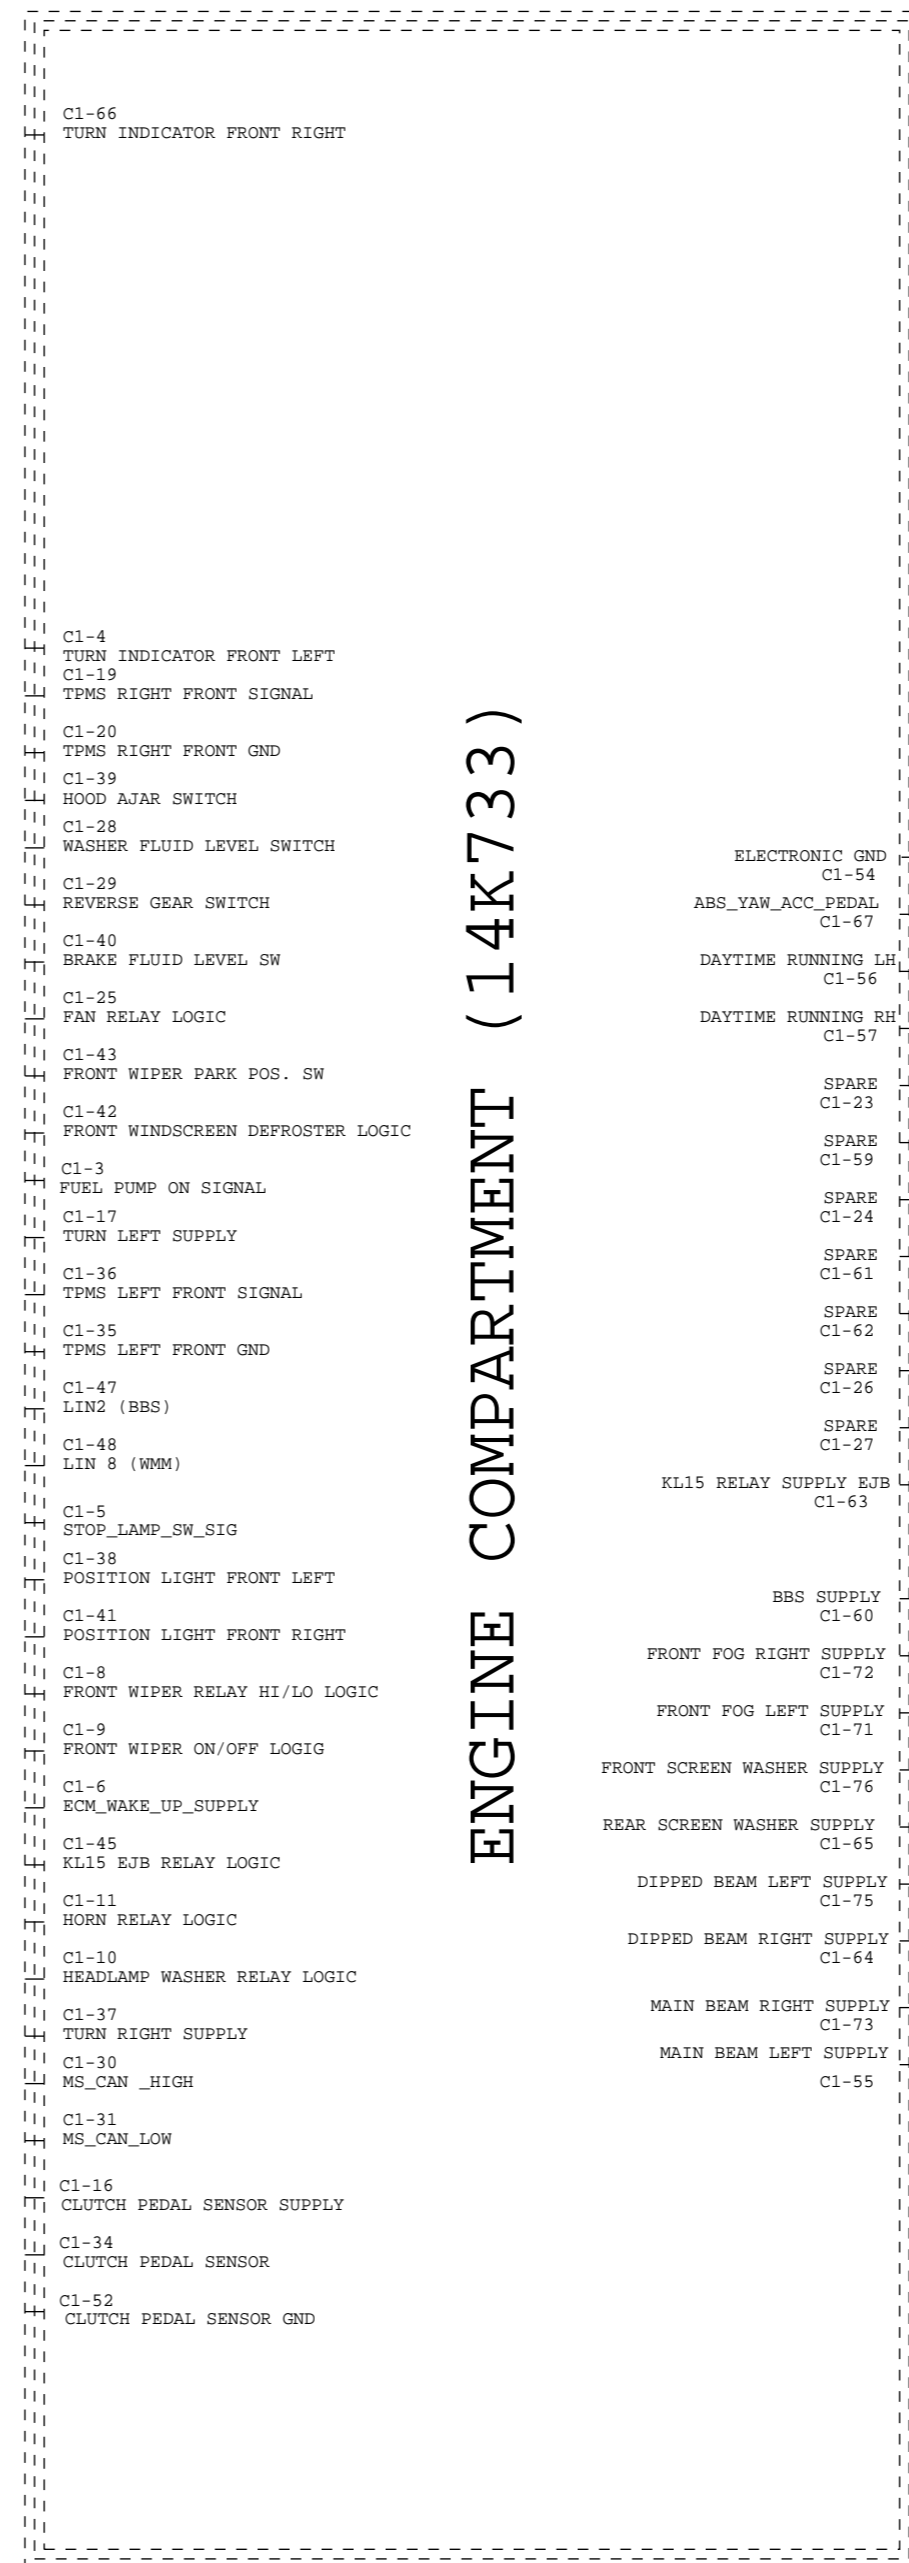 C1-66
TURN INDICATOR FRONT RIGHT
C1-4
TURN INDICATOR FRONT LEFT
C1-19
TPMS RIGHT FRONT SIGNAL
C1-20
TPMS RIGHT FRONT GND
C1-39
HOOD AJAR SWITCH
C1-28
WASHER FLUID LEVEL SWITCH
C1-29
REVERSE GEAR SWITCH
C1-40
BRAKE FLUID LEVEL SW
C1-25
FAN RELAY LOGIC
C1-43
FRONT WIPER PARK POS. SW
C1-42
FRONT WINDSCREEN DEFROSTER LOGIC
C1-3
FUEL PUMP ON SIGNAL
C1-17
TURN LEFT SUPPLY
C1-36
TPMS LEFT FRONT SIGNAL
C1-35
TPMS LEFT FRONT GND
C1-47
LIN2 (BBS)
C1-48
LIN 8 (WMM)
C1-5
STOP_LAMP_SW_SIG
C1-38
POSITION LIGHT FRONT LEFT
C1-41
POSITION LIGHT FRONT RIGHT
C1-8
FRONT WIPER RELAY HI/LO LOGIC
C1-9
FRONT WIPER ON/OFF LOGIG
C1-6
ECM_WAKE_UP_SUPPLY
C1-45
KL15 EJB RELAY LOGIC
C1-11
HORN RELAY LOGIC
C1-10
HEADLAMP WASHER RELAY LOGIC
C1-37
TURN RIGHT SUPPLY
C1-30
MS_CAN _HIGH
C1-31
MS_CAN_LOW
C1-16
CLUTCH PEDAL SENSOR SUPPLY
C1-34
CLUTCH PEDAL SENSOR
C1-52
CLUTCH PEDAL SENSOR GND
ENGINE COMPARTMENT (14K733)
ELECTRONIC GND
C1-54
ABS_YAW_ACC_PEDAL
C1-67
DAYTIME RUNNING LH
C1-56
DAYTIME RUNNING RH
C1-57
SPARE
C1-23
SPARE
C1-59
SPARE
C1-24
SPARE
C1-61
SPARE
C1-62
SPARE
C1-26
SPARE
C1-27
KL15 RELAY SUPPLY EJB
C1-63
BBS SUPPLY
C1-60
FRONT FOG RIGHT SUPPLY
C1-72
FRONT FOG LEFT SUPPLY
C1-71
FRONT SCREEN WASHER SUPPLY
C1-76
REAR SCREEN WASHER SUPPLY
C1-65
DIPPED BEAM LEFT SUPPLY
C1-75
DIPPED BEAM RIGHT SUPPLY
C1-64
MAIN BEAM RIGHT SUPPLY
C1-73
MAIN BEAM LEFT SUPPLY
C1-55